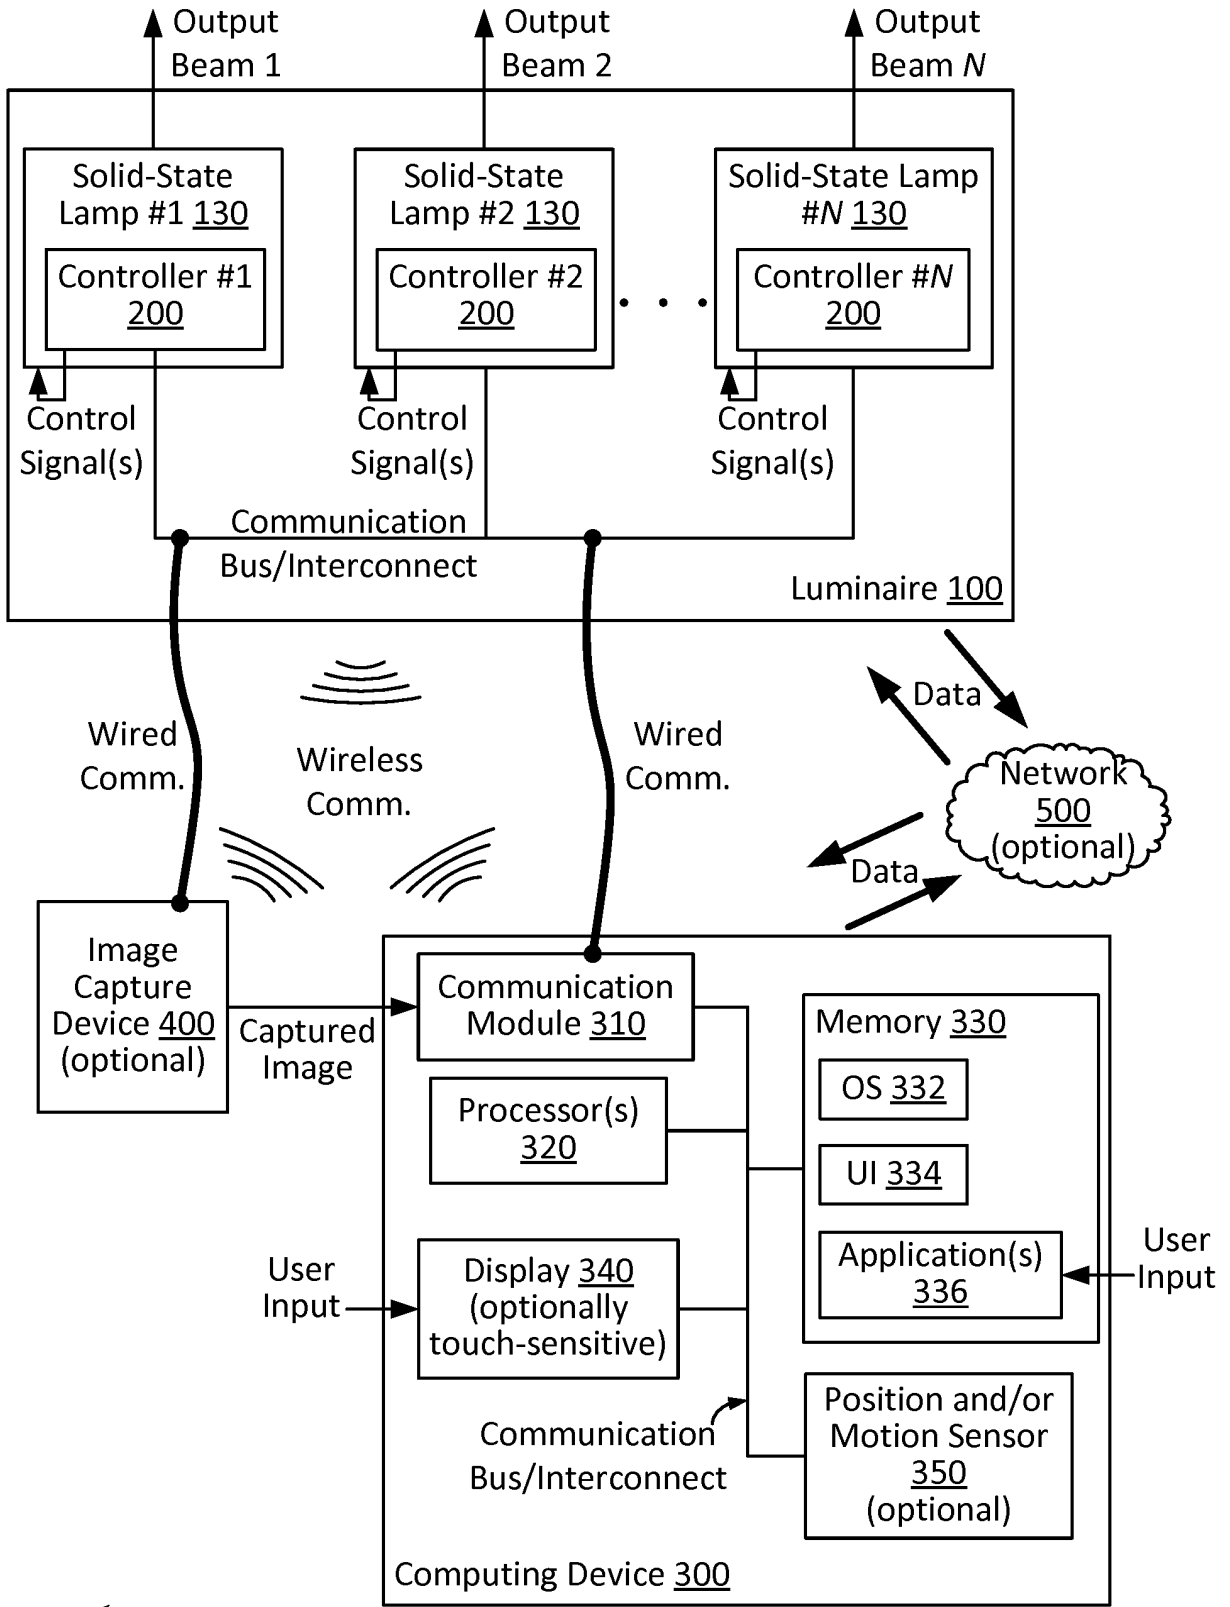 Output
Beam 1
Output
Beam 2
Output
Beam N
Solid-State
Lamp #1 130
Controller #1
200
Control
Signal(s)
Solid-State
Lamp #2 130
Controller #2
200
Control
Signal(s)
. . .
Solid-State Lamp
#N 130
Controller #N
200
Control
Signal(s)
Communication
Bus/Interconnect
Luminaire 100
Wired
Comm.
Wireless
Comm.
Wired
Comm.
Data
Network
500
(optional)
Data
Image
Capture
Device 400
(optional)
Captured
Image
Communication
Module 310
Processor(s)
320
User
Input
Display 340
(optionally
touch-sensitive)
Memory 330
OS 332
UI 334
Application(s)
336
User
Input
Communication
Bus/Interconnect
Position and/or
Motion Sensor
350
(optional)
Computing Device 300